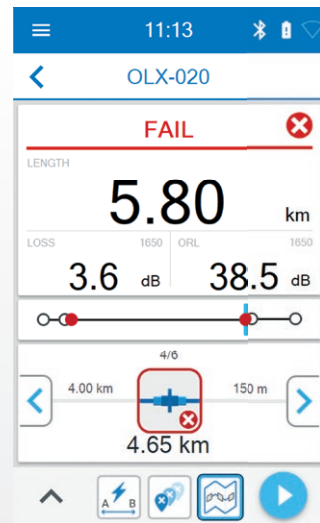 11:13
OLX-020
FAIL
LENGTH
5.80 km
LOSS 1650 ORL 1650
3.6 dB 38.5 dB
4/6
4.00 km 150 m
4.65 km
A B